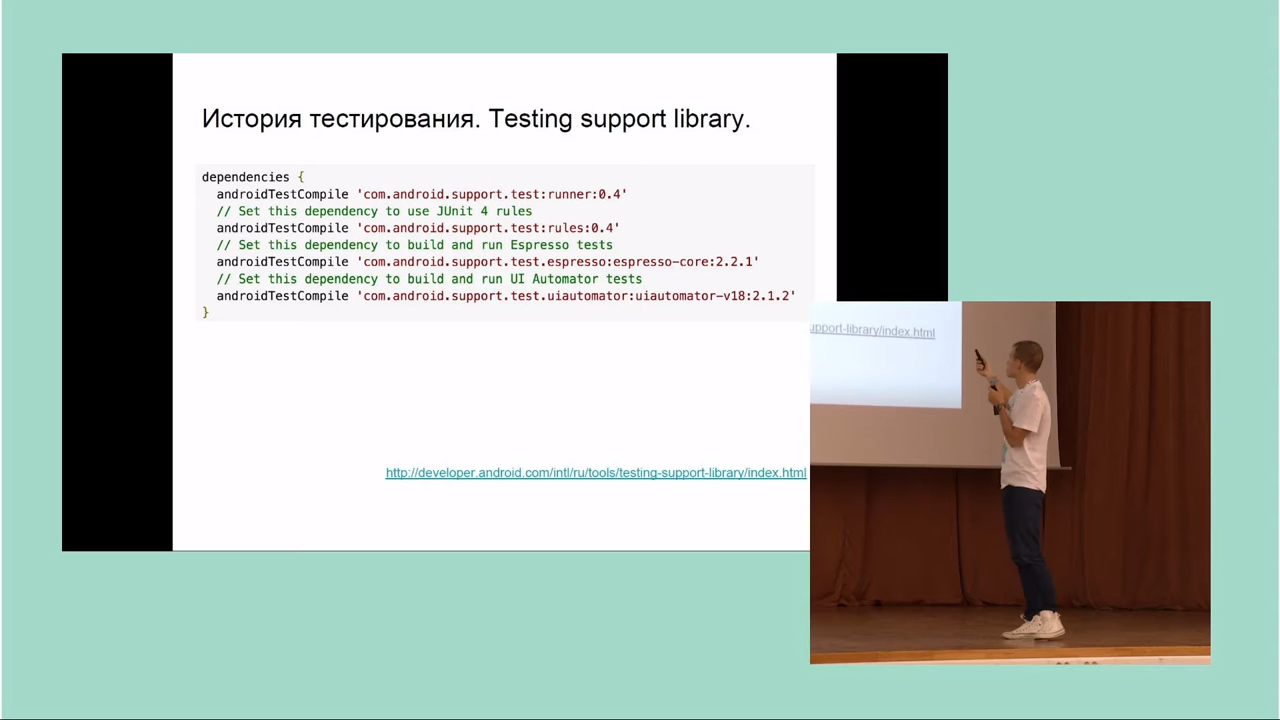 История тестирования. Testing support library.
dependencies {
androidTestCompile 'com.android.support.test:runner:0.4'
// Set this dependency to use JUnit 4 rules
androidTestCompile 'com.android.support.test:rules:0.4'
// Set this dependency to build and run Espresso tests
androidTestCompile 'com.android.support.test.espresso:espresso-core:2.2.1'
// Set this dependency to build and run UI Automator tests
androidTestCompile 'com.android.support.test.uiautomator:uiautomator-v18:2.1.2'
}
http://developer.android.com/intl/ru/tools/testing-support-library/index.html
upport-library/index.html